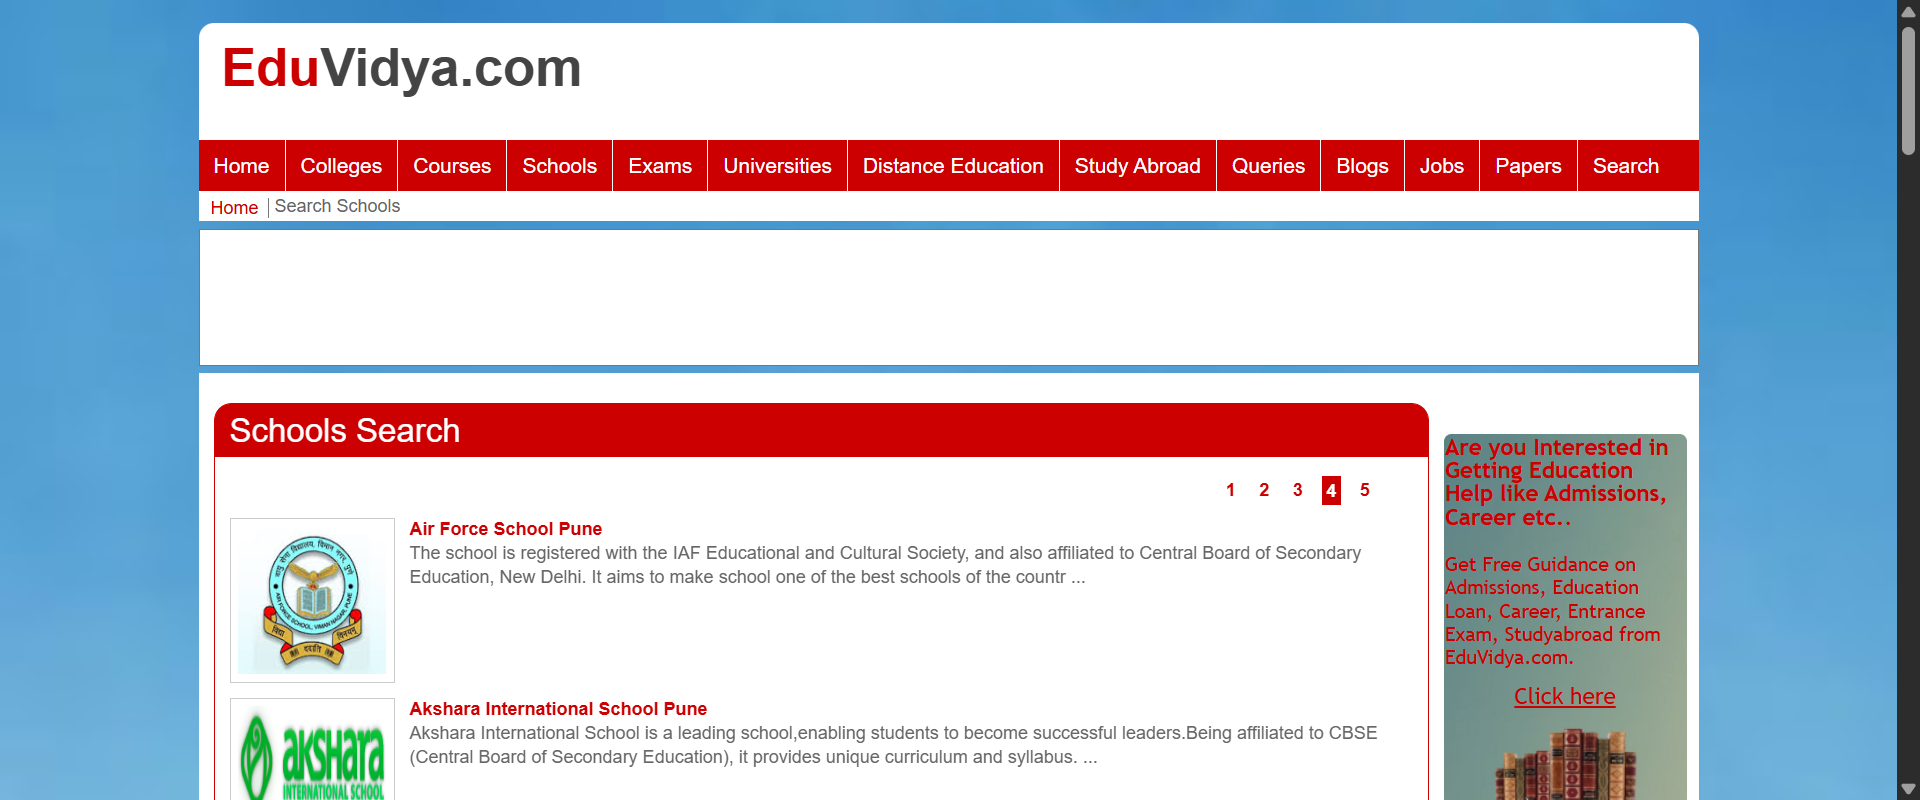 EduVidya.com
Home Colleges Courses Schools Exams Universities Distance Education Study Abroad Queries Blogs Jobs Papers Search
Home Search Schools
Schools Search
1 2 3 4 5
Air Force School Pune
The school is registered with the IAF Educational and Cultural Society, and also affiliated to Central Board of Secondary
Education, New Delhi. It aims to make school one of the best schools of the countr ...
AIR FORCE SCHOOL, VIMAN NAGAR, PUNE
Akshara International School Pune
Akshara International School is a leading school,enabling students to become successful leaders.Being affiliated to CBSE
(Central Board of Secondary Education), it provides unique curriculum and syllabus. ...
aKSHaRa
INTERNATIONAL SCHOOL
Are you Interested in
Getting Education
Help like Admissions,
Career etc..
Get Free Guidance on
Admissions, Education
Loan, Career, Entrance
Exam, Studyabroad from
EduVidya.com.
Click here